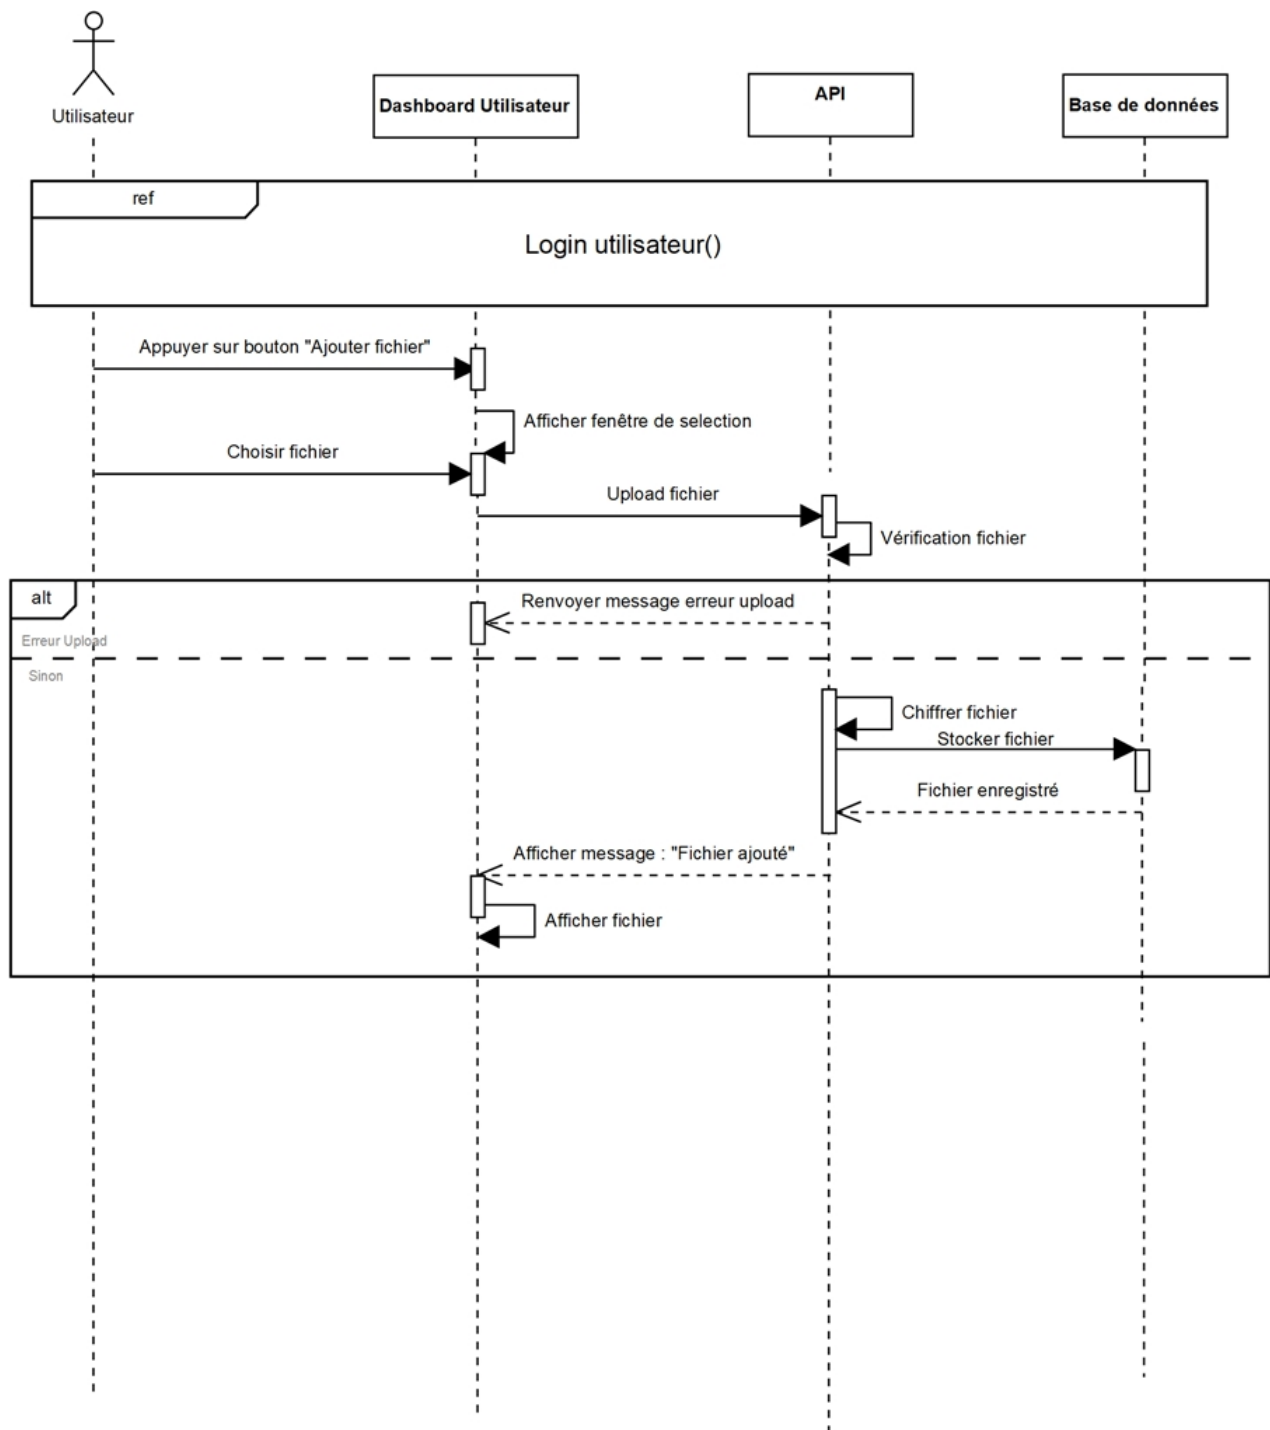 Utilisateur
Dashboard Utilisateur
API
Base de données
ref
Login utilisateur()
Appuyer sur bouton "Ajouter fichier"
Afficher fenêtre de selection
Choisir fichier
Upload fichier
Vérification fichier
alt
Renvoyer message erreur upload
Erreur Upload
Sinon
Chiffrer fichier
Stocker fichier
Fichier enregistré
Afficher message : "Fichier ajouté"
Afficher fichier